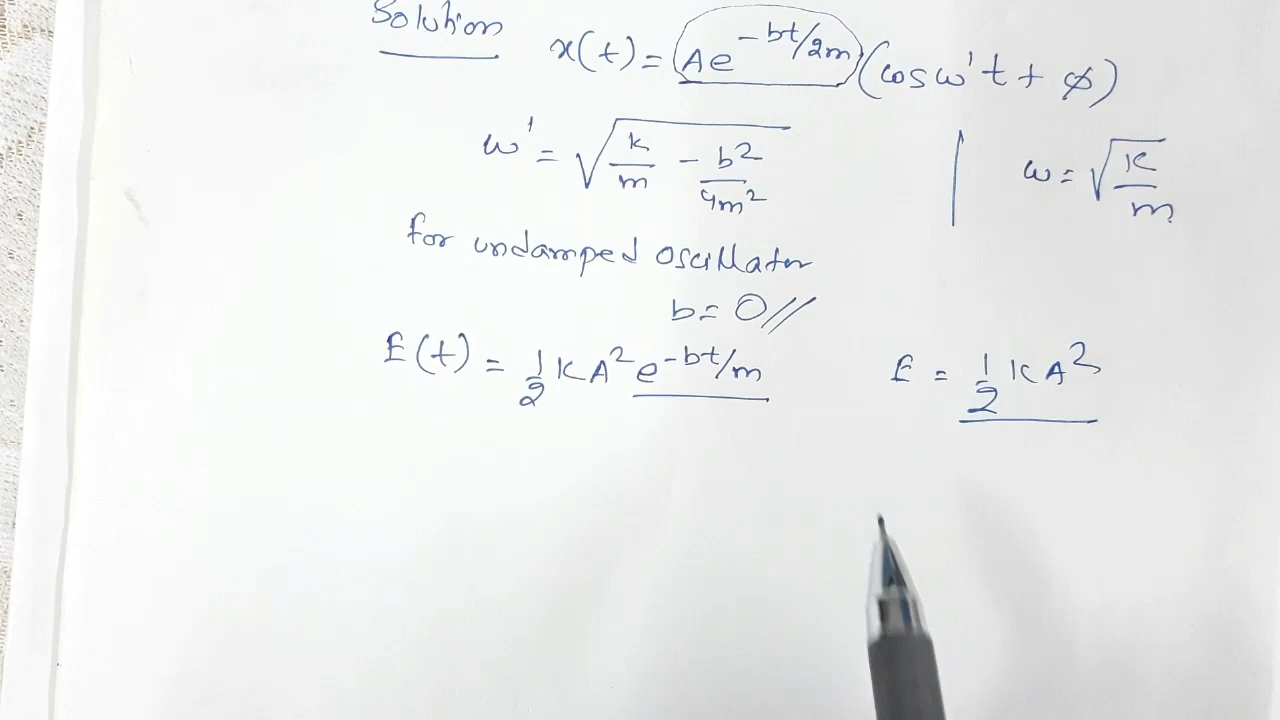 Solution
x(t) = Ae^{-bt/2m} (cos ω't + φ)
ω' = √(k/m - b²/4m²) | ω = √(k/m)
for undamped oscillator
b = 0 //
E(t) = 1/2 KA² e^{-bt/m}
E = 1/2 KA²